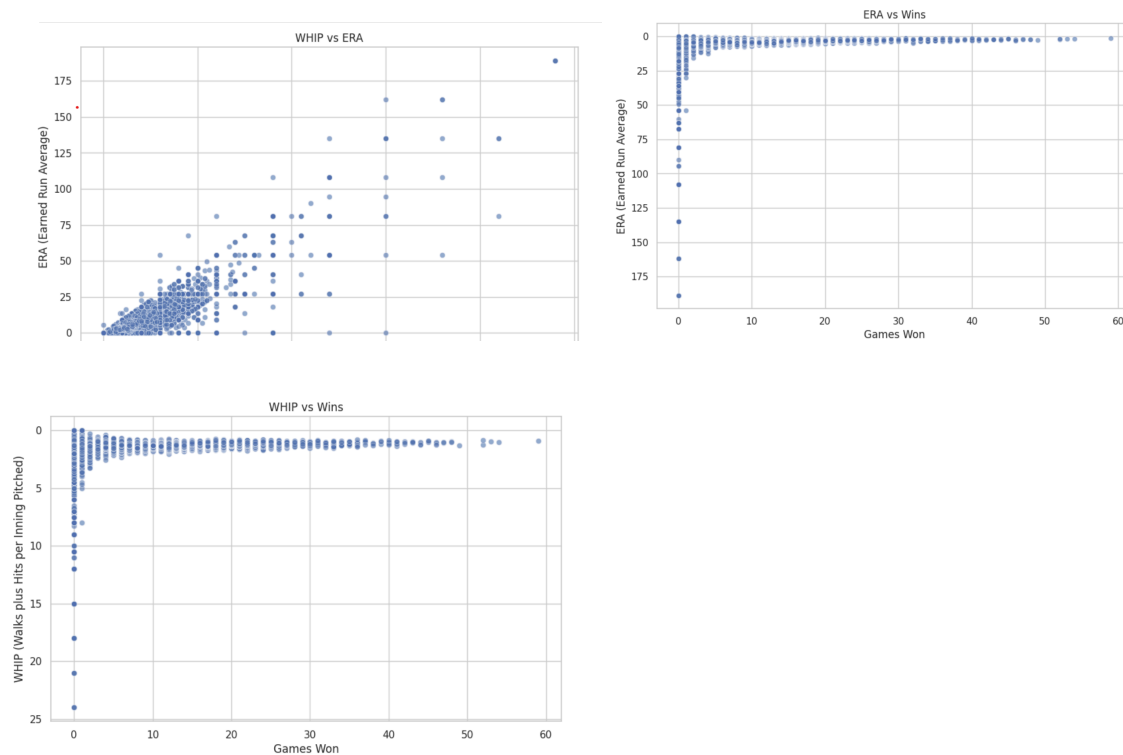 WHIP vs ERA
ERA (Earned Run Average)
175
150
125
100
75
50
25
0
ERA vs Wins
ERA (Earned Run Average)
0
25
50
75
100
125
150
175
0 10 20 30 40 50 60
Games Won
WHIP vs Wins
WHIP (Walks plus Hits per Inning Pitched)
0
5
10
15
20
25
0 10 20 30 40 50 60
Games Won